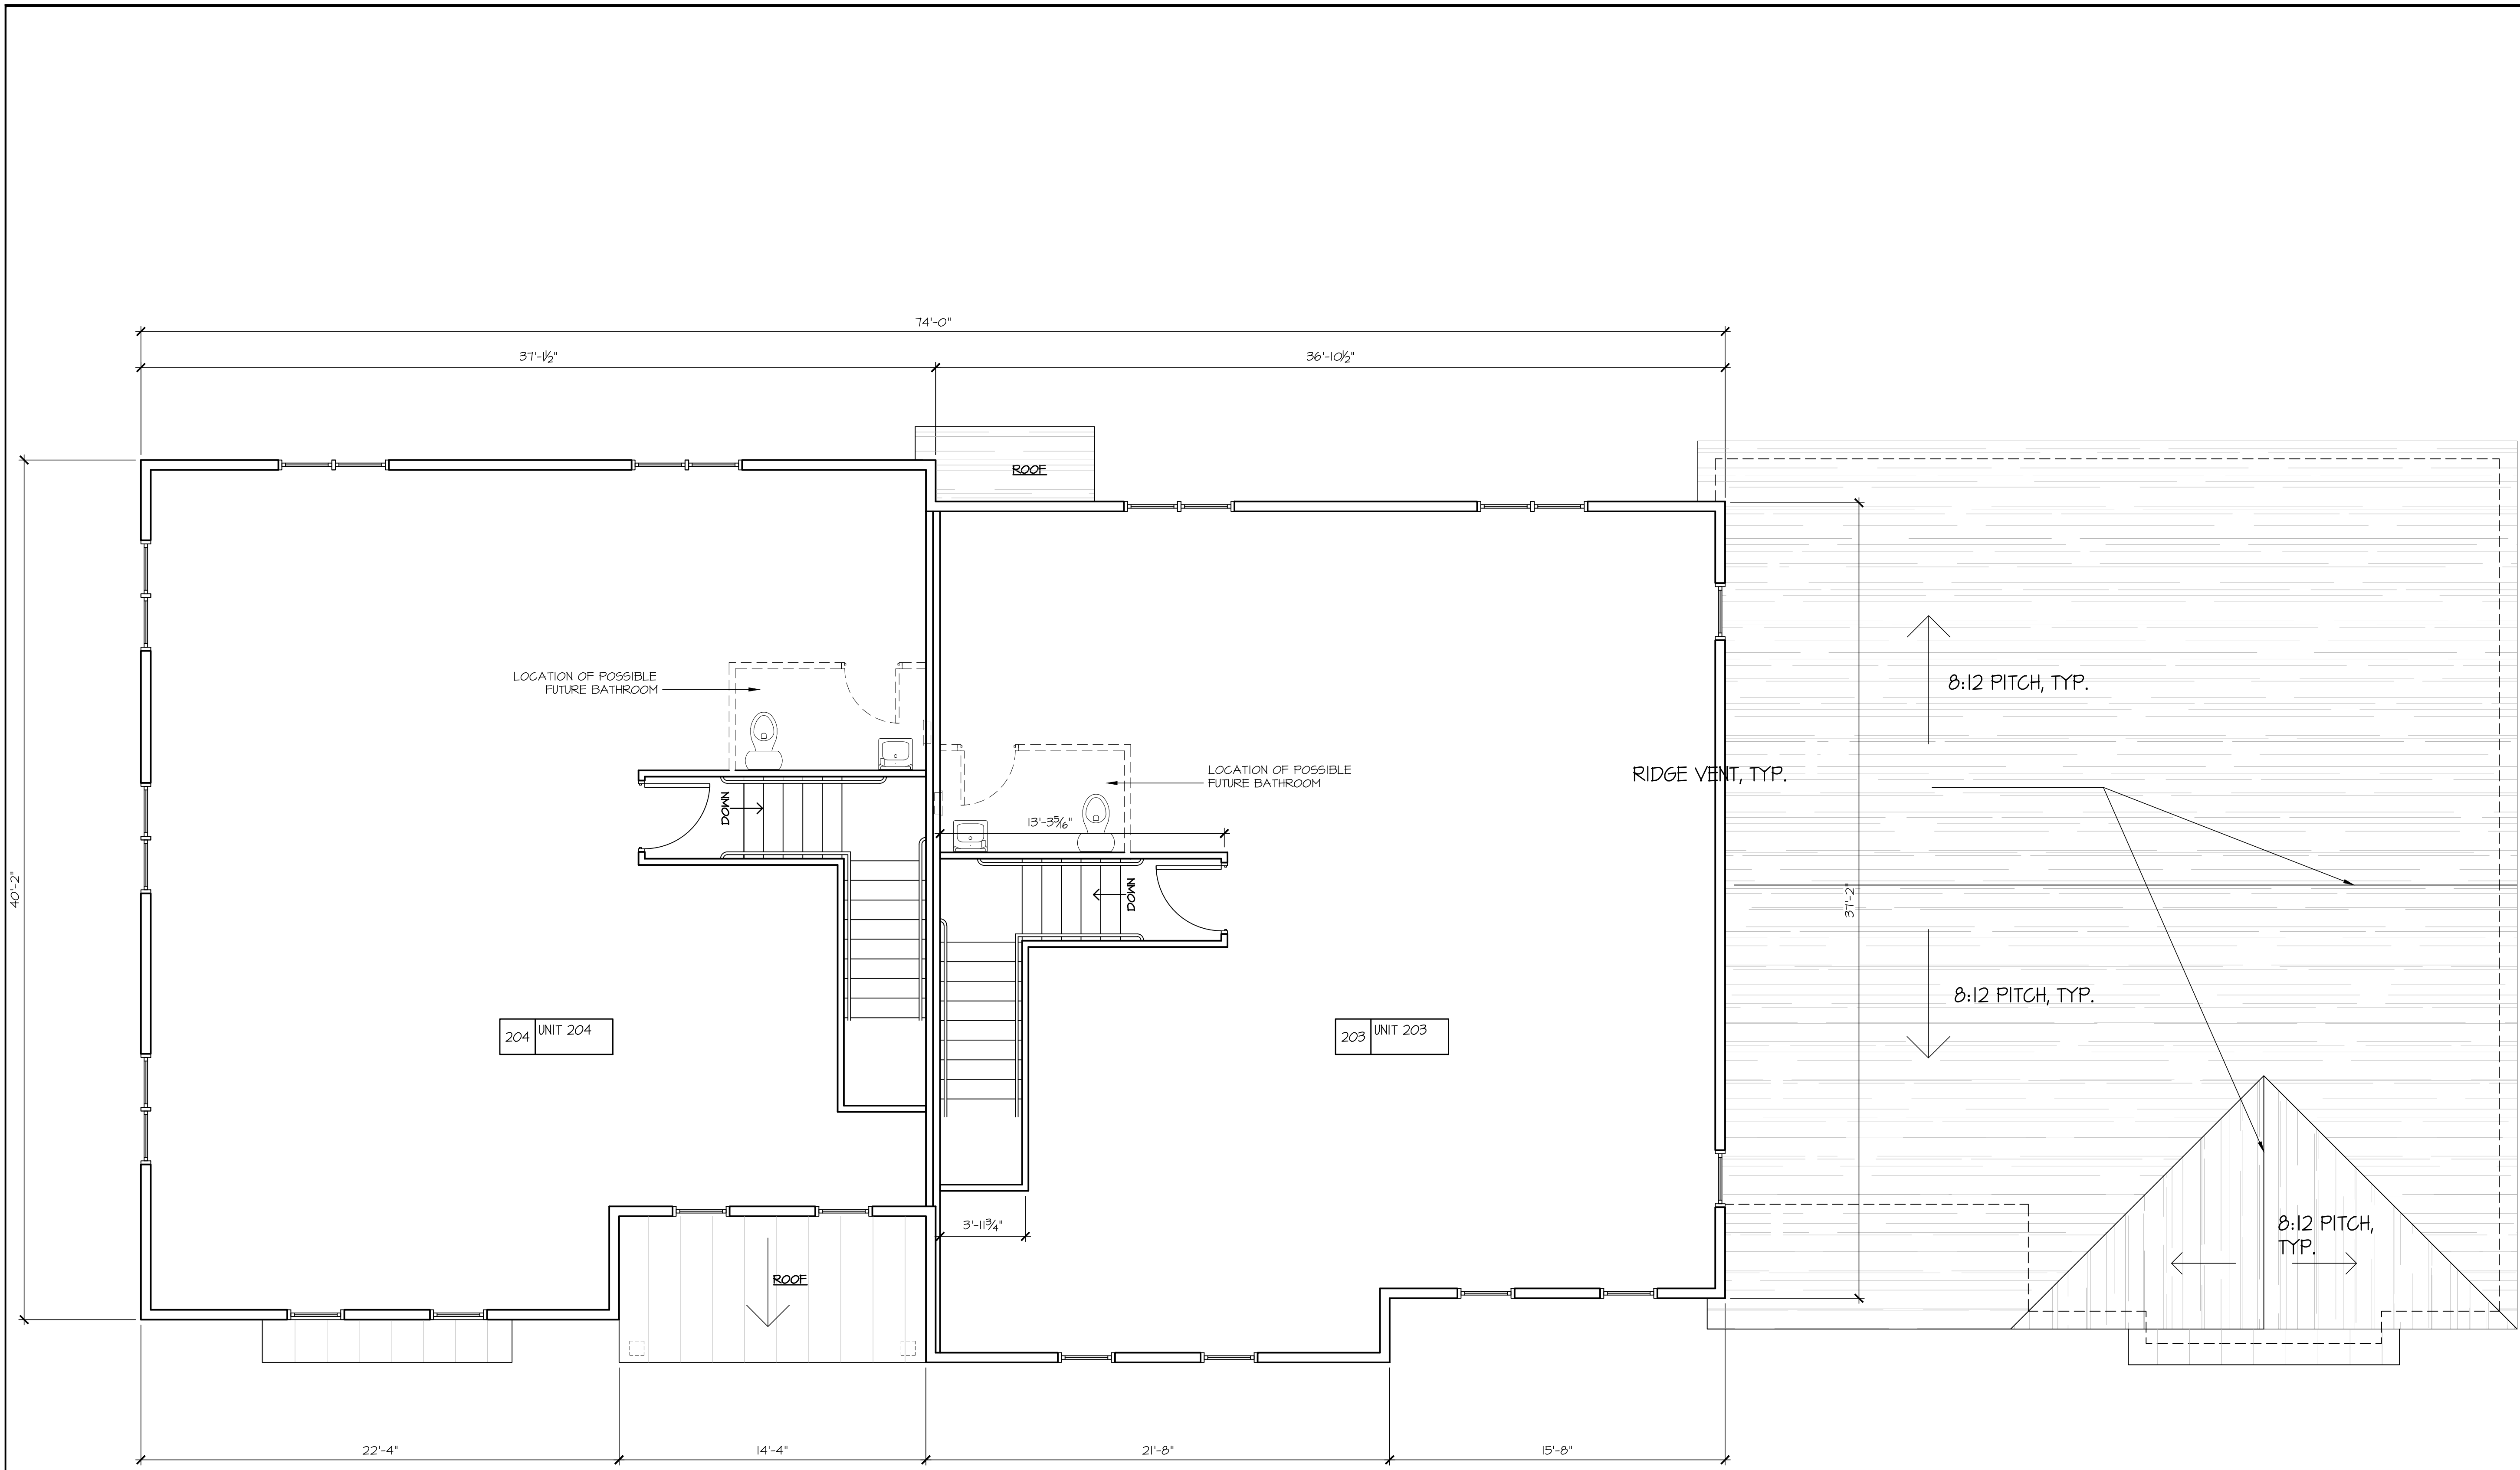 74'-0"
37'-1½"
36'-10½"
ROOF
LOCATION OF POSSIBLE
FUTURE BATHROOM
8:12 PITCH, TYP.
LOCATION OF POSSIBLE
FUTURE BATHROOM
RIDGE VENT, TYP.
DOWN
13'-3⁵⁄₁₆"
DOWN
40'-2"
37'-2"
8:12 PITCH, TYP.
204
UNIT 204
203
UNIT 203
3'-11¾"
8:12 PITCH,
TYP.
ROOF
22'-4"
14'-4"
21'-8"
15'-8"